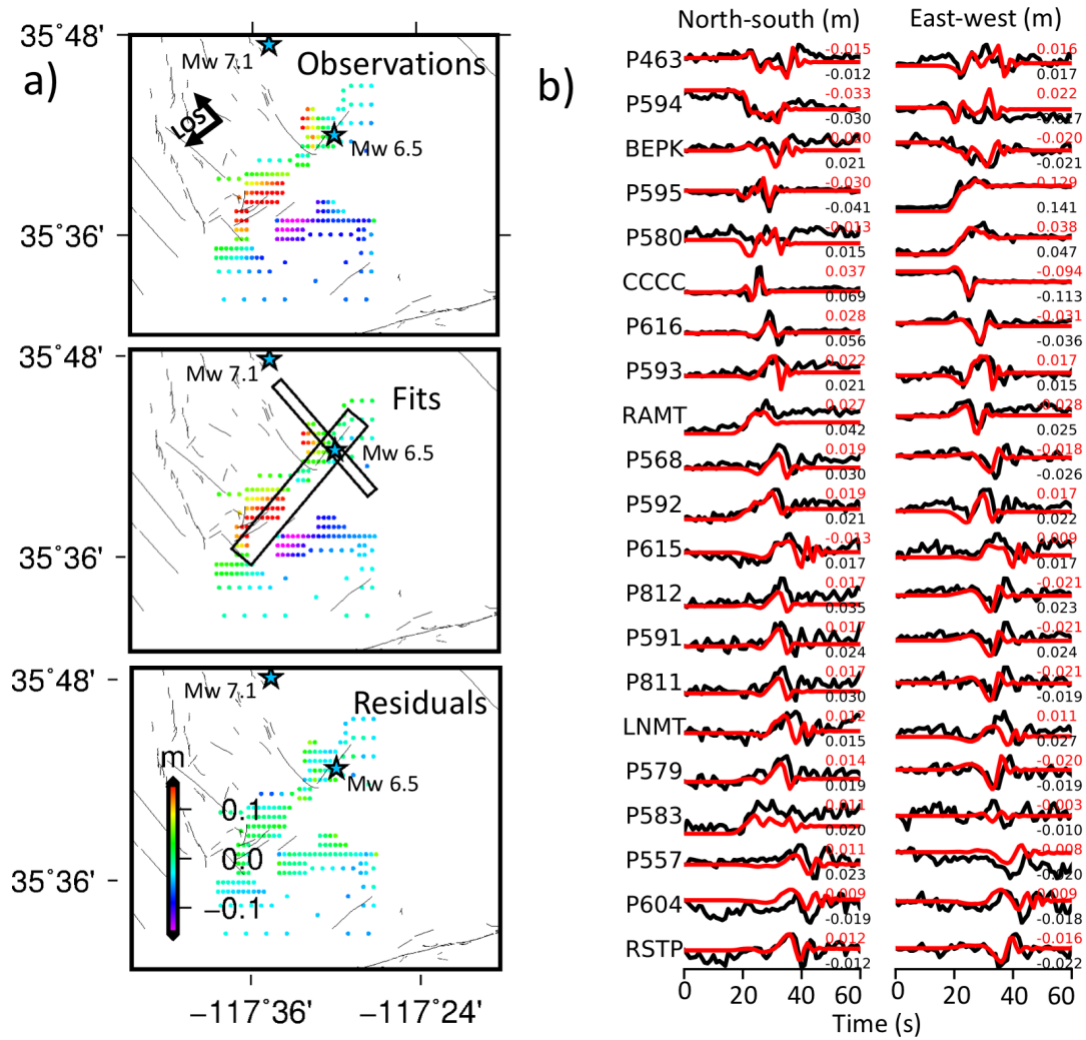 a)
35˚48'
Mw 7.1
Observations
LOS
Mw 6.5
35˚36'
35˚48'
Mw 7.1
Fits
Mw 6.5
35˚36'
35˚48'
Mw 7.1
Residuals
Mw 6.5
m
0.1
0.0
−0.1
35˚36'
−117˚36' −117˚24'
b)
North-south (m) East-west (m)
P463 -0.015 0.016
-0.012 0.017
P594 -0.033 0.022
-0.030 -0.027
BEPK -0.020 -0.020
0.021 -0.021
P595 -0.030 0.129
-0.041 0.141
P580 -0.013 0.038
0.015 0.047
CCCC 0.037 -0.094
0.069 -0.113
P616 0.028 -0.031
0.056 -0.036
P593 0.022 0.017
0.021 0.015
RAMT 0.027 -0.028
0.042 0.025
P568 0.019 -0.018
0.030 -0.026
P592 0.019 0.017
0.021 0.022
P615 -0.013 0.009
0.017 0.017
P812 0.017 -0.021
0.035 0.023
P591 0.017 -0.021
0.024 0.024
P811 0.017 -0.021
0.030 -0.019
LNMT 0.012 0.011
0.015 0.027
P579 0.014 -0.020
0.019 -0.019
P583 0.011 -0.003
0.020 -0.010
P557 0.011 -0.008
0.023 -0.020
P604 0.009 0.009
-0.019 -0.018
RSTP 0.012 -0.016
-0.012 -0.022
0 20 40 60 0 20 40 60
Time (s)